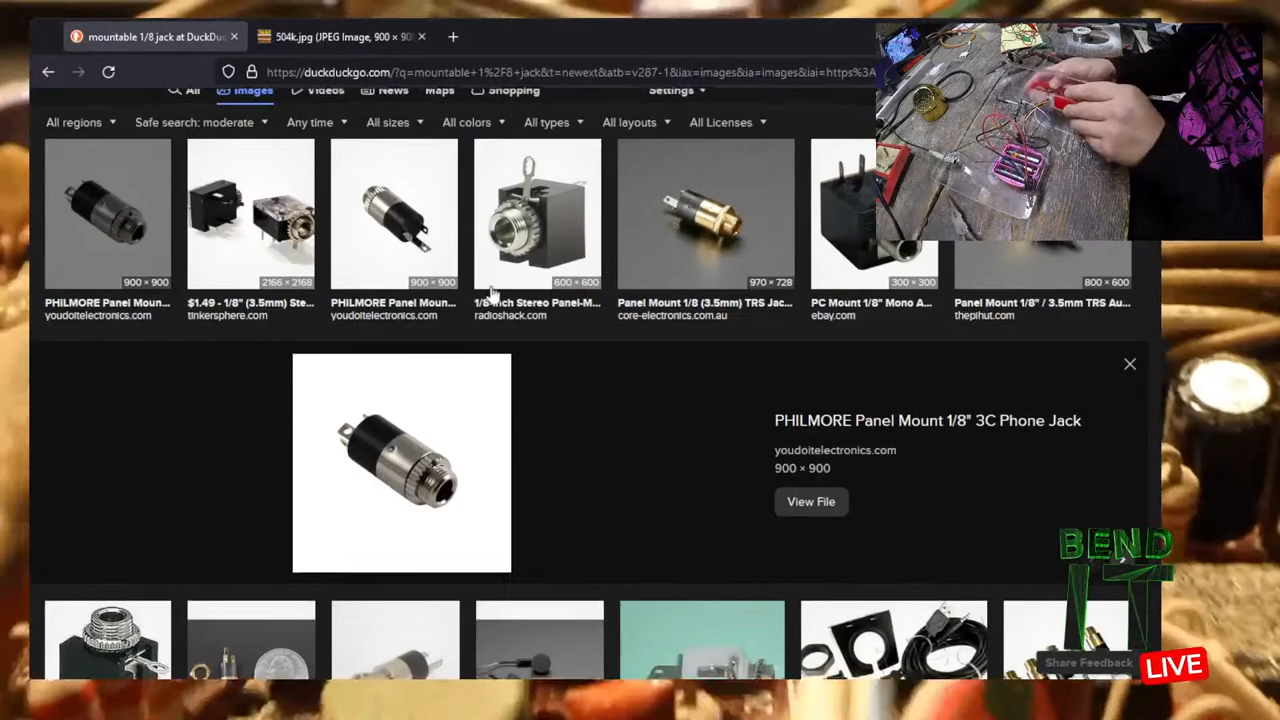 mountable 1/8 jack at DuckDuc
504k.jpg (JPEG Image, 900 × 90
https://duckduckgo.com/?q=mountable+1%2F8+jack&t=newext&atb=v287-1&iax=images&ia=images&iai=https%3A
All Images Videos News Maps Shopping Settings
All regions Safe search: moderate Any time All sizes All colors All types All layouts All Licenses
900 × 900 2166 × 2168 900 × 900 600 × 600 970 × 728 300 × 300 800 × 600
PHILMORE Panel Moun... $1.49 - 1/8" (3.5mm) Ste... PHILMORE Panel Moun... 1/8-Inch Stereo Panel-M... Panel Mount 1/8 (3.5mm) TRS Jac... PC Mount 1/8" Mono A... Panel Mount 1/8" / 3.5mm TRS Au...
youdoitelectronics.com tinkersphere.com youdoitelectronics.com radioshack.com core-electronics.com.au ebay.com thepihut.com
PHILMORE Panel Mount 1/8" 3C Phone Jack
youdoitelectronics.com
900 × 900
View File
BEND
IT
Share Feedback
LIVE